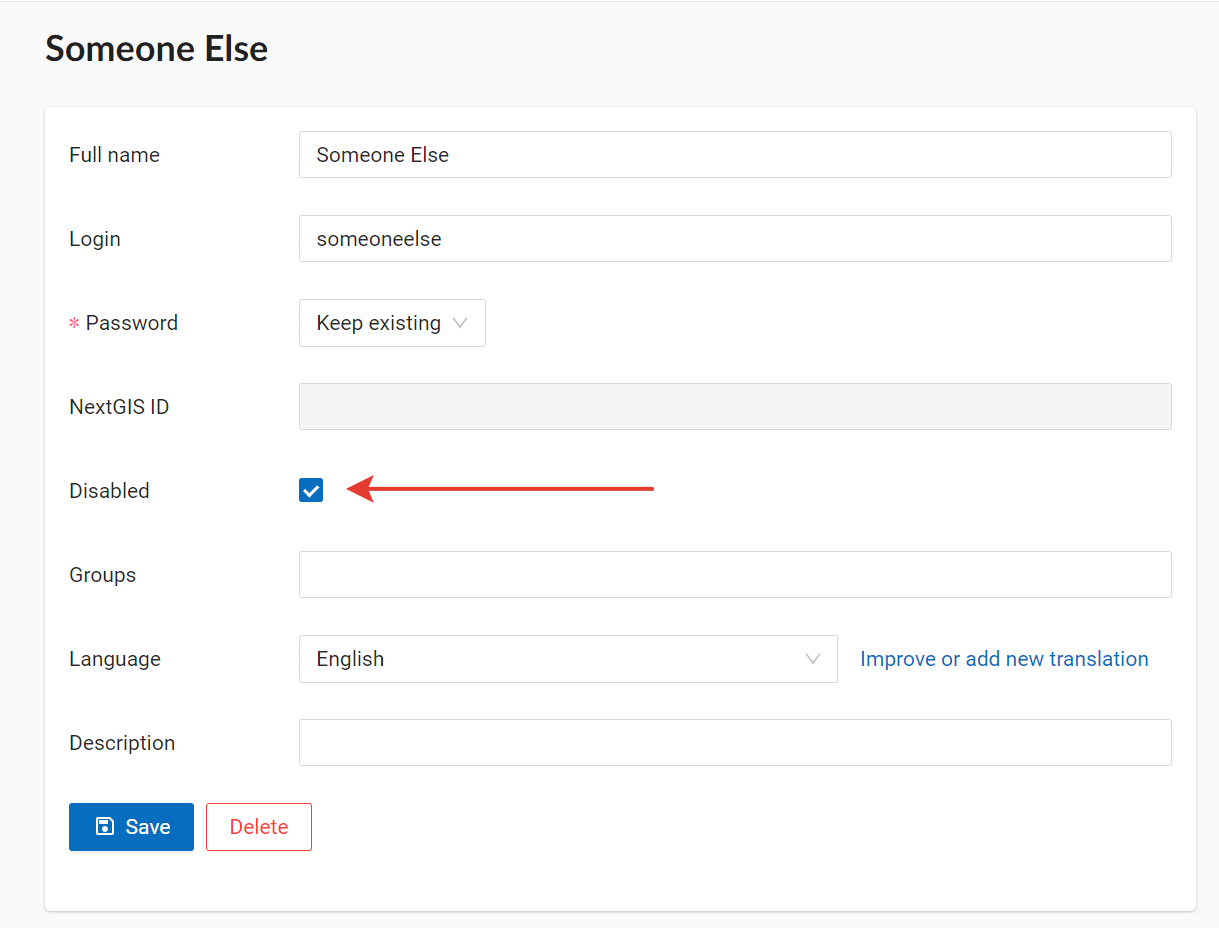 Someone Else
Full name
Someone Else
Login
someoneelse
* Password
Keep existing
NextGIS ID
Disabled
Groups
Language
English
Improve or add new translation
Description
Save
Delete